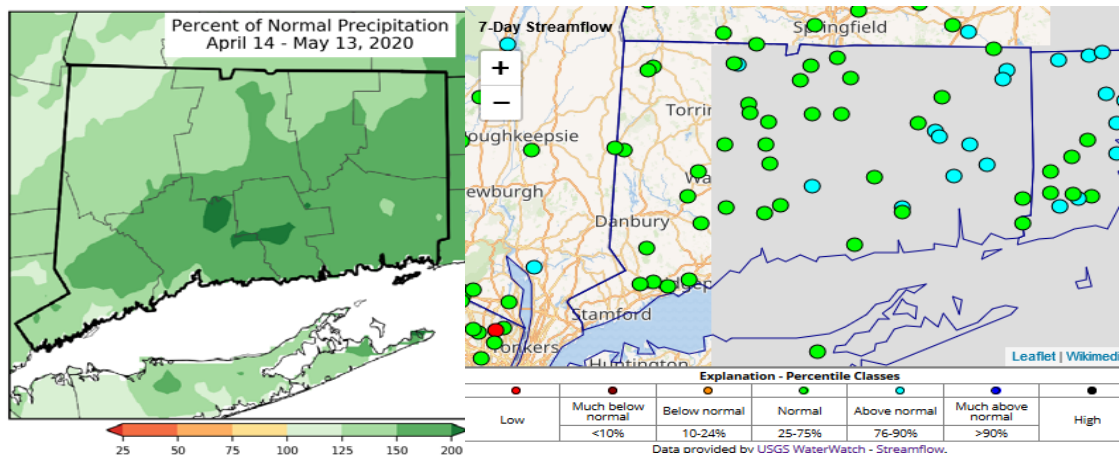 Percent of Normal Precipitation
April 14 - May 13, 2020
25 50 75 100 125 150 200
7-Day Streamflow
+
−
Springfield
Torrin
oughkeepsie
ewburgh
Wa
Danbury
dgep
Stamford
onkers
Huntington
Leaflet | Wikimedi
Explanation - Percentile Classes
Low
Much below normal
Below normal
Normal
Above normal
Much above normal
High
<10%
10-24%
25-75%
76-90%
>90%
Data provided by USGS WaterWatch - Streamflow.